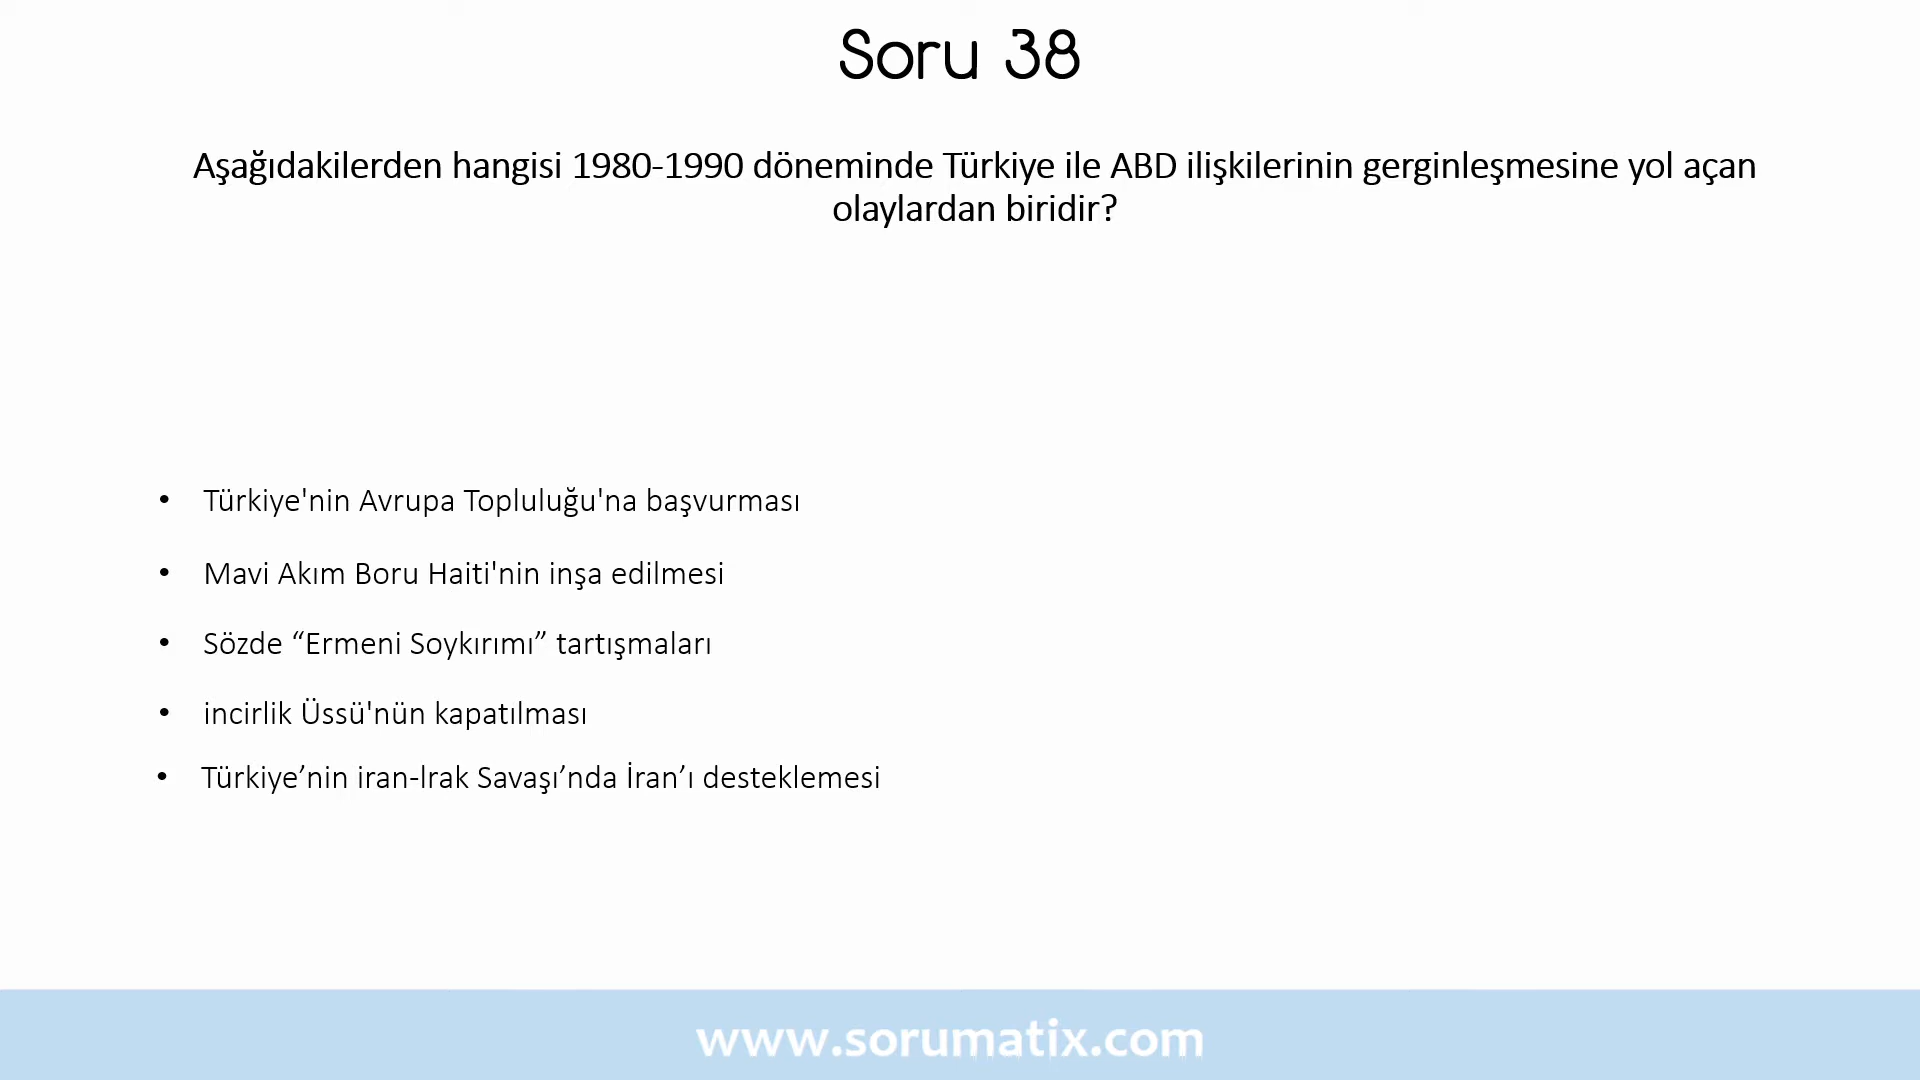 Soru 38
Aşağıdakilerden hangisi 1980-1990 döneminde Türkiye ile ABD ilişkilerinin gerginleşmesine yol açan
olaylardan biridir?
• Türkiye'nin Avrupa Topluluğu'na başvurması
• Mavi Akım Boru Haiti'nin inşa edilmesi
• Sözde “Ermeni Soykırımı” tartışmaları
• incirlik Üssü'nün kapatılması
• Türkiye’nin iran-lrak Savaşı’nda İran’ı desteklemesi
www.sorumatix.com